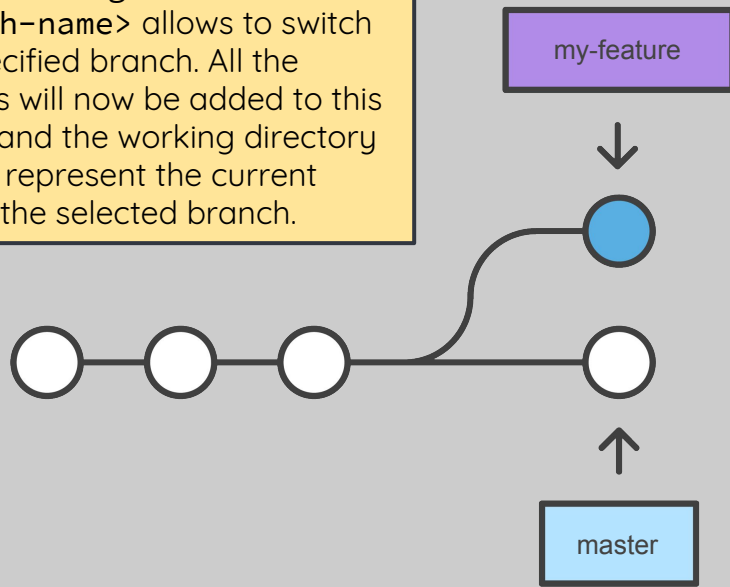 h-name> allows to switch
ecified branch. All the
s will now be added to this
and the working directory
represent the current
the selected branch.
my-feature
master